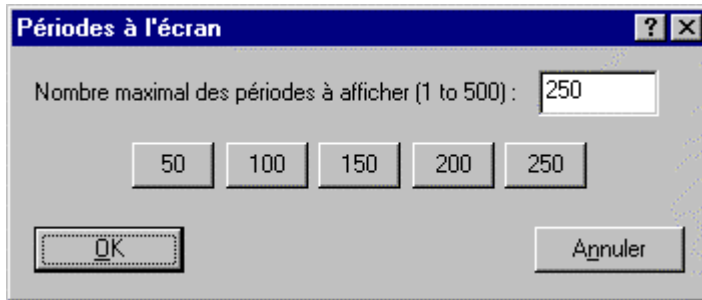 Périodes à l'écran
Nombre maximal des périodes à afficher (1 to 500) : 250
50 100 150 200 250
OK Annuler